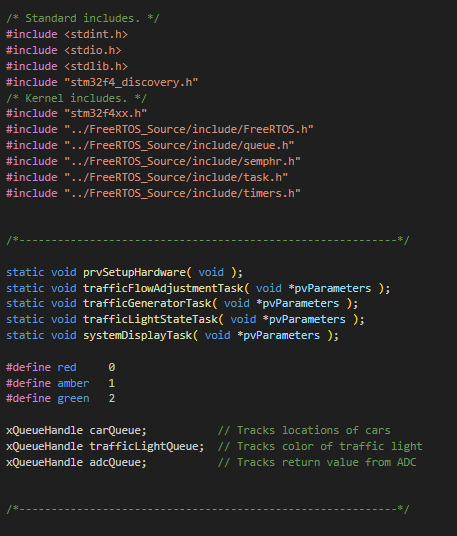 /* Standard includes. */
#include <stdint.h>
#include <stdio.h>
#include <stdlib.h>
#include "stm32f4_discovery.h"
/* Kernel includes. */
#include "stm32f4xx.h"
#include "../FreeRTOS_Source/include/FreeRTOS.h"
#include "../FreeRTOS_Source/include/queue.h"
#include "../FreeRTOS_Source/include/semphr.h"
#include "../FreeRTOS_Source/include/task.h"
#include "../FreeRTOS_Source/include/timers.h"
/*-----------------------------------------------------------*/
static void prvSetupHardware( void );
static void trafficFlowAdjustmentTask( void *pvParameters );
static void trafficGeneratorTask( void *pvParameters );
static void trafficLightStateTask( void *pvParameters );
static void systemDisplayTask( void *pvParameters );
#define red     0
#define amber   1
#define green   2
xQueueHandle carQueue;           // Tracks locations of cars
xQueueHandle trafficLightQueue;  // Tracks color of traffic light
xQueueHandle adcQueue;           // Tracks return value from ADC
/*-----------------------------------------------------------*/